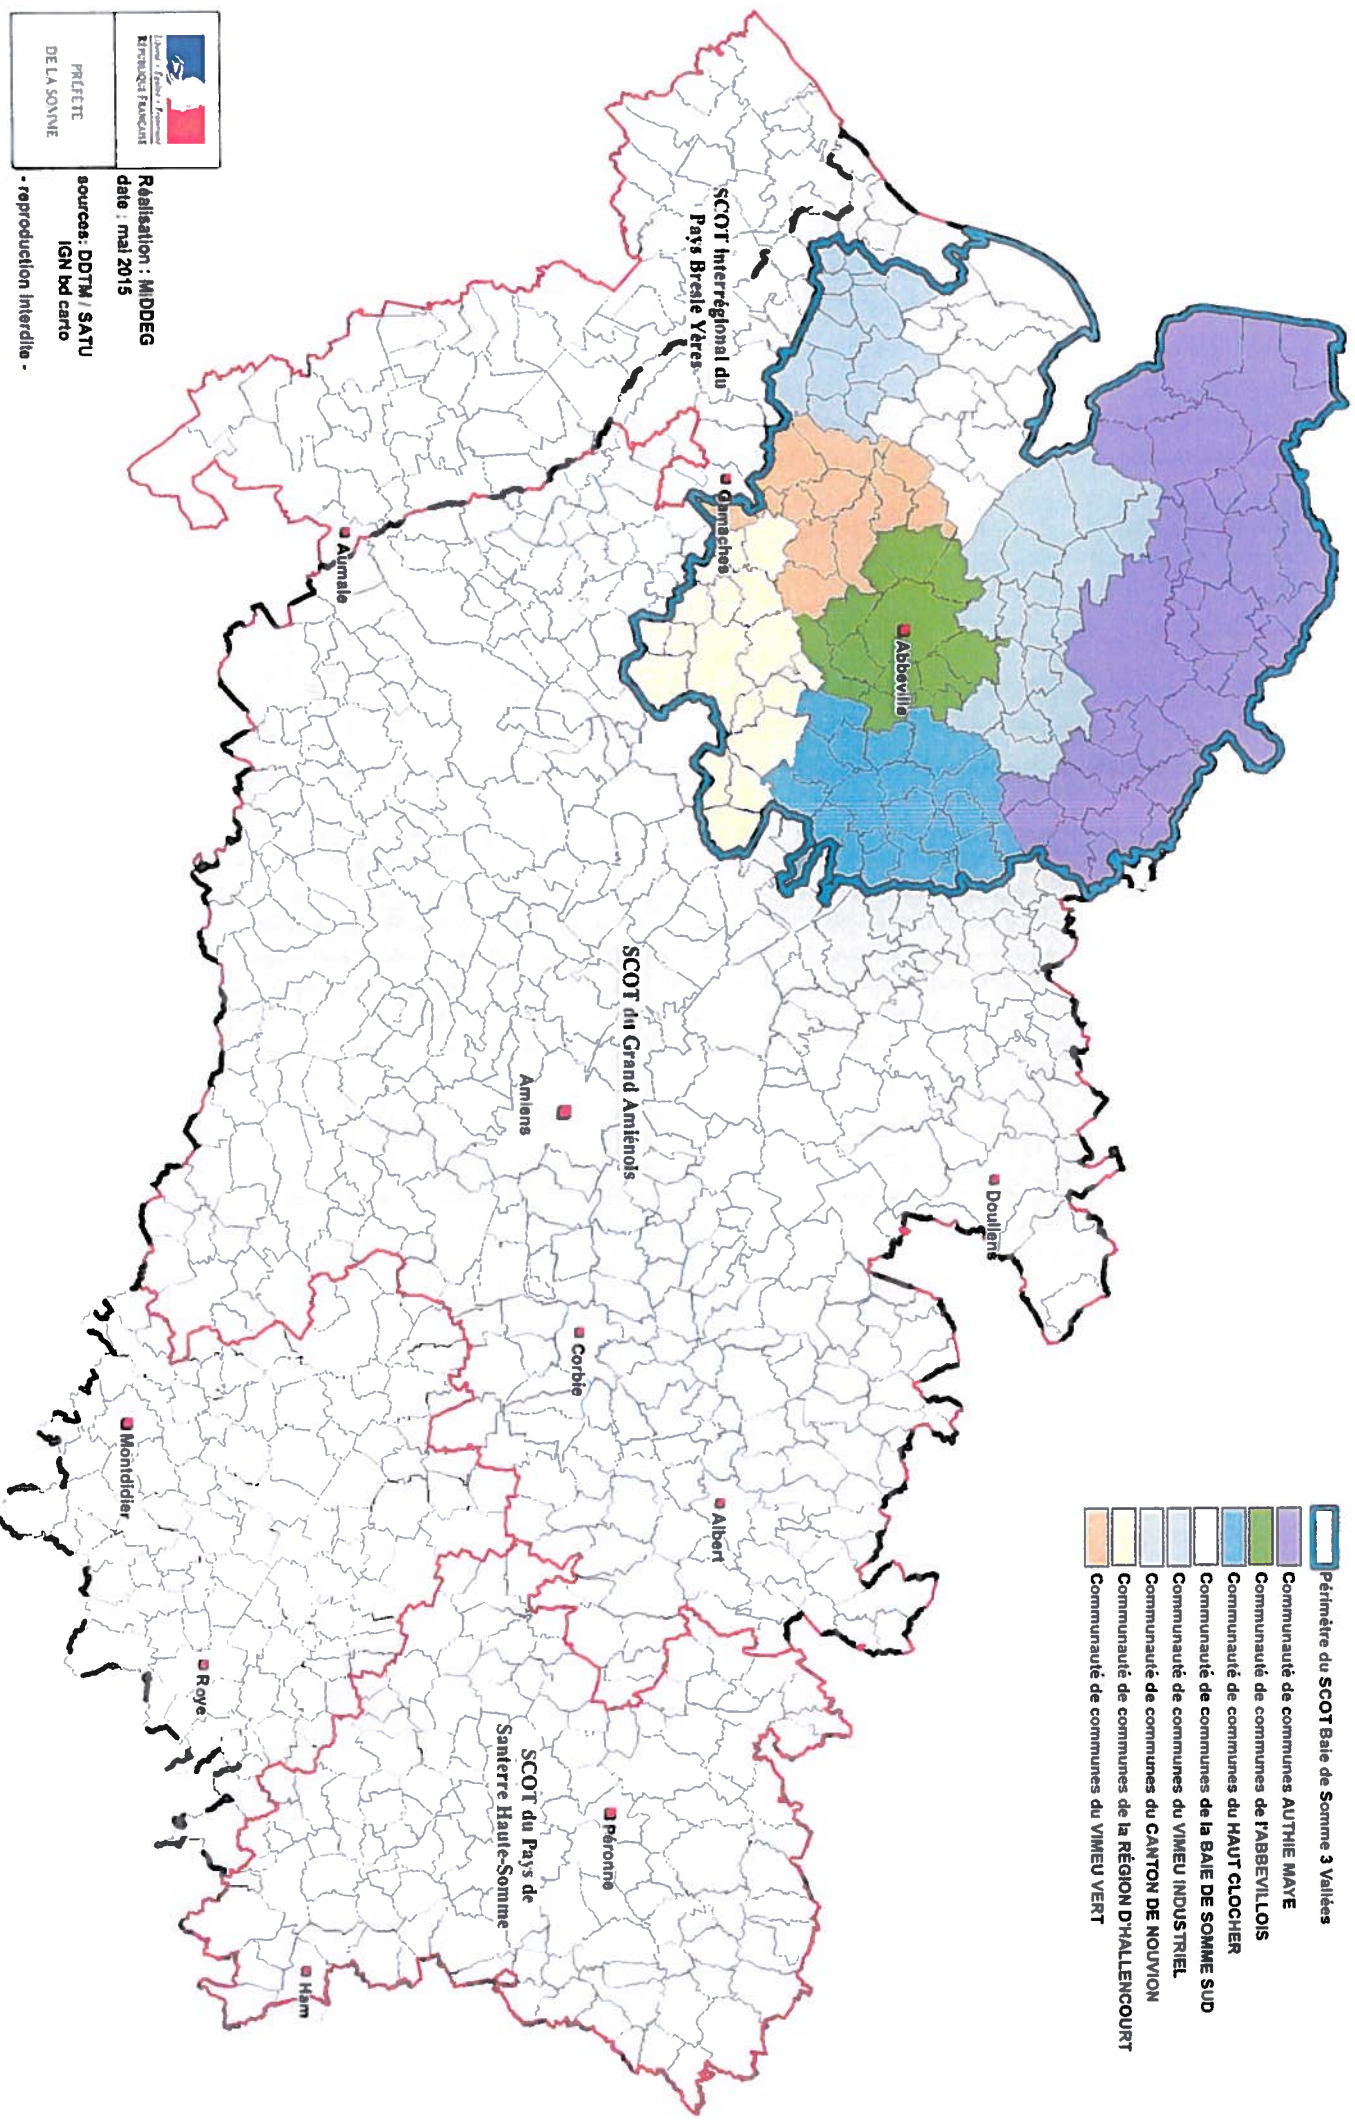 Périmètre du SCOT Baie de Somme 3 Vallées
Communauté de communes AUTHIE MAYE
Communauté de communes de l'ABBEVILLOIS
Communauté de communes du HAUT CLOCHER
Communauté de communes de la BAIE DE SOMME SUD
Communauté de communes du VIMEU INDUSTRIEL
Communauté de communes du CANTON DE NOUVION
Communauté de communes de la RÉGION D'HALLENCOURT
Communauté de communes du VIMEU VERT
Doullens
Abbeville
Gamaches
SCOT interrégional du
Pays Bresle Yères
Albert
SCOT du Grand Amiénois
Péronne
Corbie
Amiens
SCOT du Pays de
Santerre Haute-Somme
Aumale
Ham
Roye
Montdidier
Liberté • Égalité • Fraternité
RÉPUBLIQUE FRANÇAISE
PRÉFÈTE
DE LA SOMME
Réalisation : MIDDEG
date : mai 2015
sources: DDTM / SATU
IGN bd carto
- reproduction interdite -